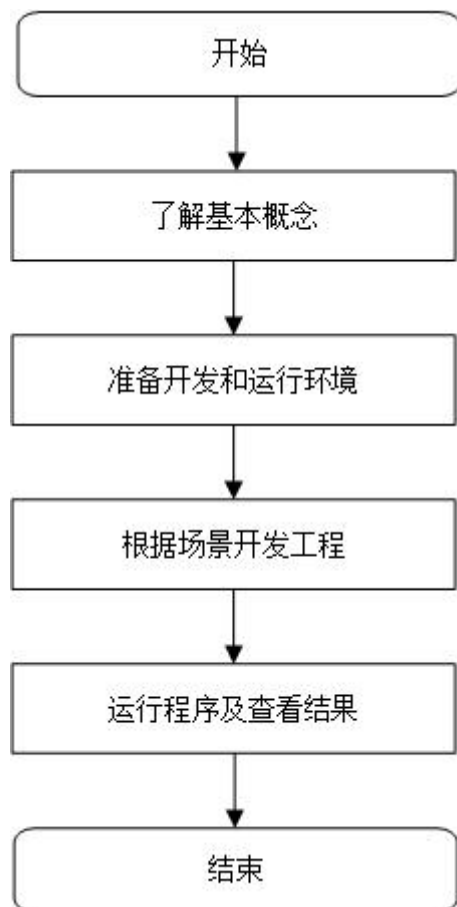 开始
了解基本概念
准备开发和运行环境
根据场景开发工程
运行程序及查看结果
结束